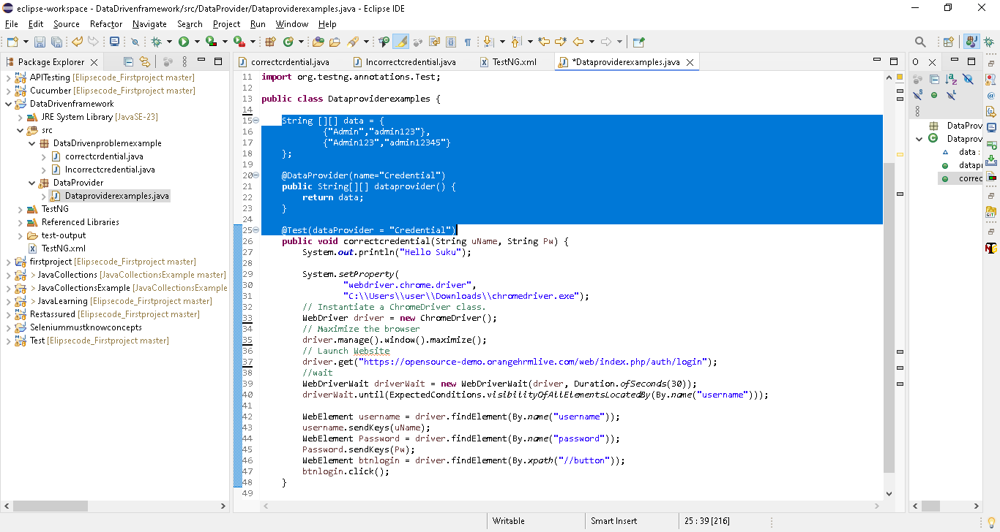 eclipse-workspace - DataDrivenframework/src/DataProvider/Dataproviderexamples.java - Eclipse IDE
File Edit Source Refactor Navigate Search Project Run Window Help
Package Explorer
APITesting [Elipsecode_Firstproject master]
Cucumber [Elipsecode_Firstproject master]
DataDrivenframework
JRE System Library [JavaSE-23]
src
DataDrivenproblemexample
correctcrdential.java
Incorrectcredential.java
DataProvider
Dataproviderexamples.java
TestNG
Referenced Libraries
test-output
TestNG.xml
firstproject [Elipsecode_Firstproject master]
> JavaCollections [JavaCollectionsExample master]
> JavaCollectionsExample [JavaCollectionsExample
> JavaLearning [Elipsecode_Firstproject master]
Restassured [Elipsecode_Firstproject master]
Seleniummustknowconcepts
Test [Elipsecode_Firstproject master]
correctcrdential.java Incorrectcredential.java TestNG.xml *Dataproviderexamples.java
11 import org.testng.annotations.Test;
12
13 public class Dataproviderexamples {
14
15 String [][] data = {
16 {"Admin","admin123"},
17 {"Admin123","admin12345"}
18 };
19
20 @DataProvider(name="Credential")
21 public String[][] dataprovider() {
22 return data;
23 }
24
25 @Test(dataProvider = "Credential")
26 public void correctcredential(String uName, String Pw) {
27 System.out.println("Hello Suku");
28
29 System.setProperty(
30 "webdriver.chrome.driver",
31 "C:\\Users\\user\\Downloads\\chromedriver.exe");
32 // Instantiate a ChromeDriver class.
33 WebDriver driver = new ChromeDriver();
34 // Maximize the browser
35 driver.manage().window().maximize();
36 // Launch Website
37 driver.get("https://opensource-demo.orangehrmlive.com/web/index.php/auth/login");
38 //wait
39 WebDriverWait driverWait = new WebDriverWait(driver, Duration.ofSeconds(30));
40 driverWait.until(ExpectedConditions.visibilityOfAllElementsLocatedBy(By.name("username")));
41
42 WebElement username = driver.findElement(By.name("username"));
43 username.sendKeys(uName);
44 WebElement Password = driver.findElement(By.name("password"));
45 Password.sendKeys(Pw);
46 WebElement btnlogin = driver.findElement(By.xpath("//button"));
47 btnlogin.click();
48 }
49
O
DataProv
Dataprov
data :
datapr
correc
Writable Smart Insert 25 : 39 [216]